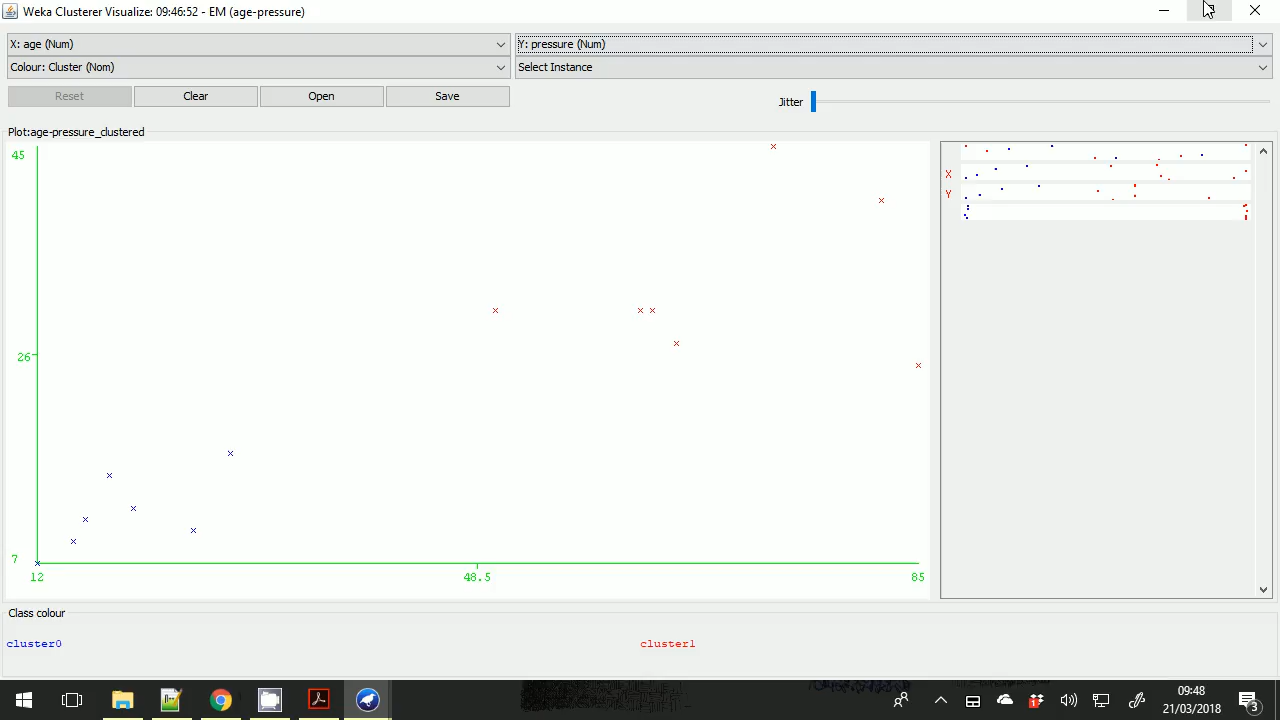 Weka Clusterer Visualize: 09:46:52 - EM (age-pressure)
X: age (Num)
Y: pressure (Num)
Colour: Cluster (Nom)
Select Instance
Reset
Clear
Open
Save
Jitter
Plot:age-pressure_clustered
45
26
7
12
48.5
85
X
Y
Class colour
cluster0
cluster1
09:48
21/03/2018
1
3